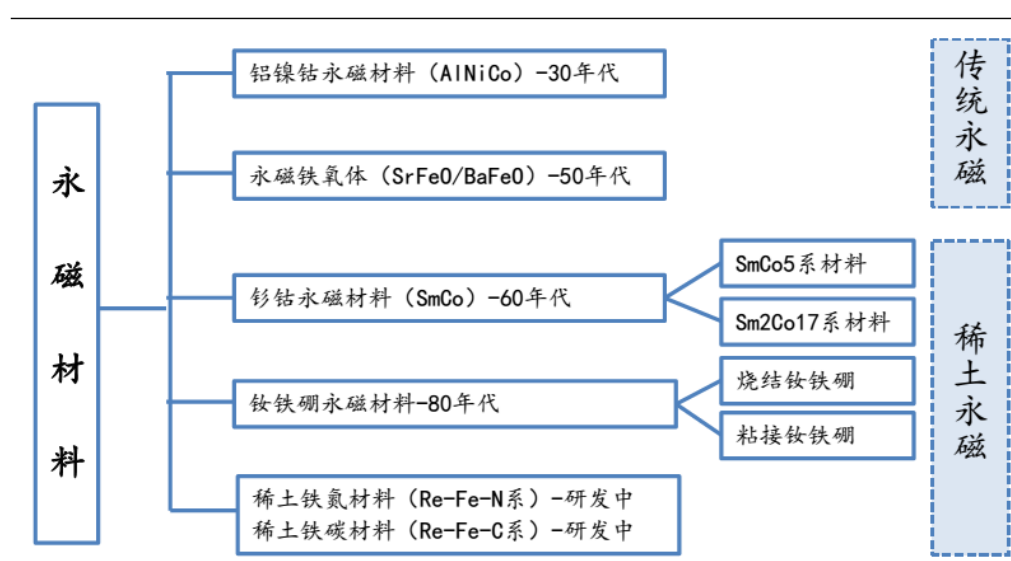 永磁材料
铝镍钴永磁材料（AlNiCo）-30年代
永磁铁氧体（SrFeO/BaFeO）-50年代
钐钴永磁材料（SmCo）-60年代
SmCo5系材料
Sm2Co17系材料
钕铁硼永磁材料-80年代
烧结钕铁硼
粘接钕铁硼
稀土铁氮材料（Re-Fe-N系）-研发中
稀土铁碳材料（Re-Fe-C系）-研发中
传统永磁
稀土永磁